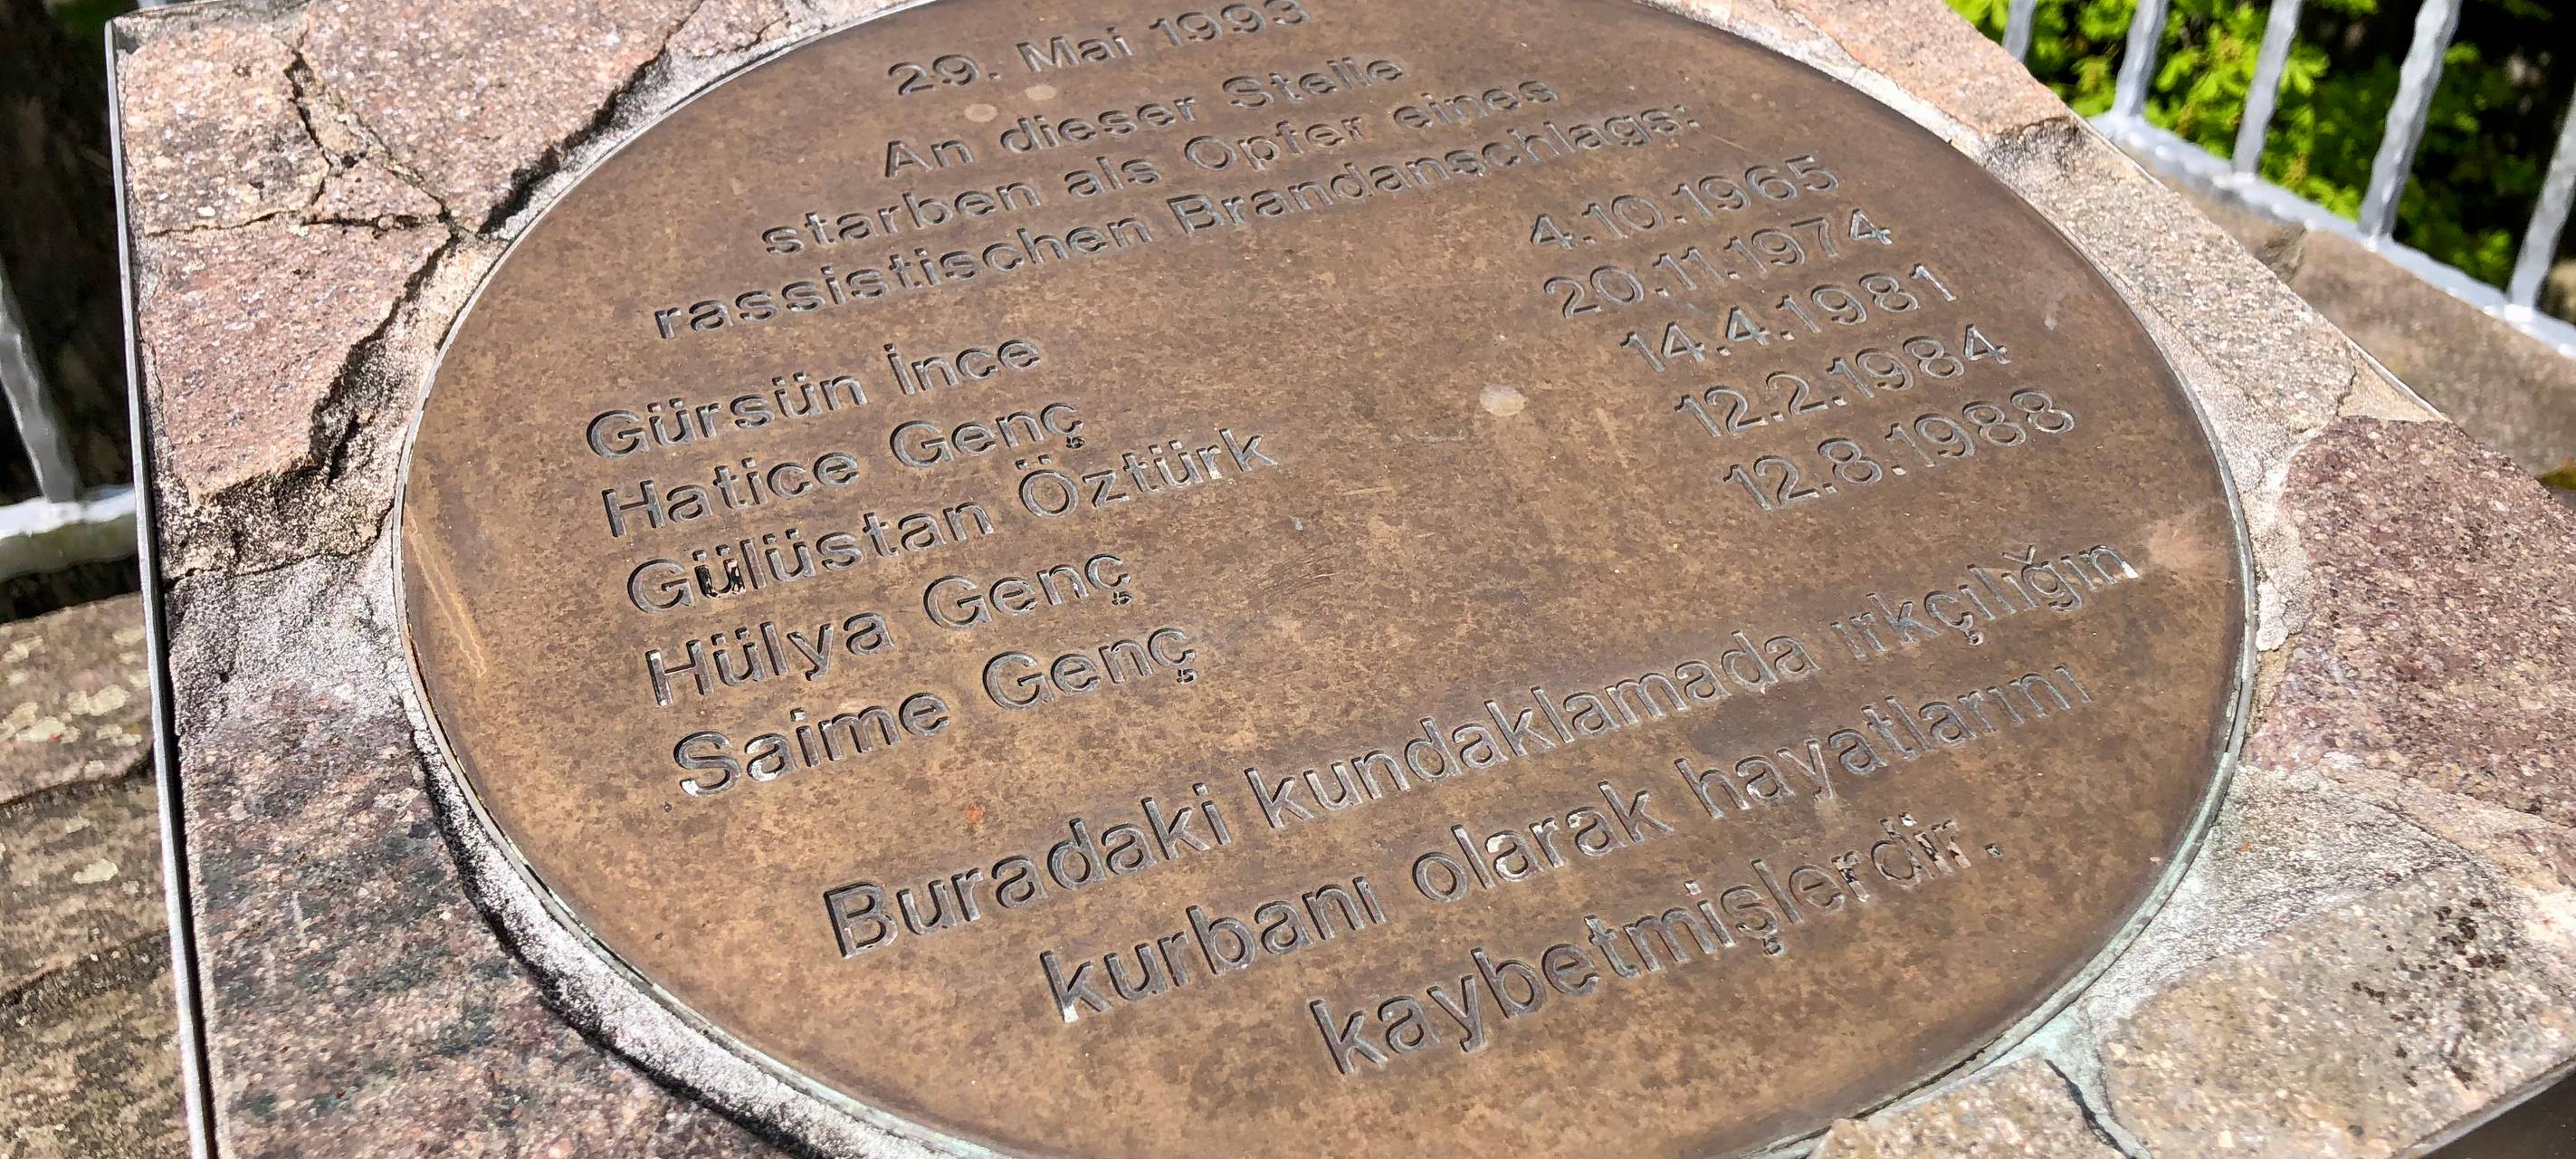 29. Mai 1993
An dieser Stelle
starben als Opfer eines
rassistischen Brandanschlags:
Gürsün İnce 4.10.1965
Hatice Genç 20.11.1974
Gülüstan Öztürk 14.4.1981
Hülya Genç 12.2.1984
Saime Genç 12.8.1988
Buradaki kundaklamada ırkçılığın
kurbanı olarak hayatlarını
kaybetmişlerdir.